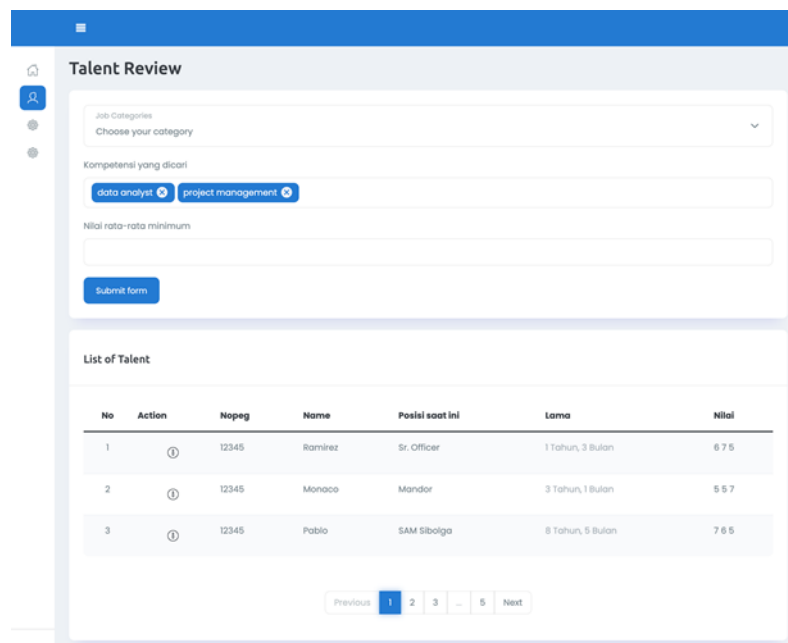 Talent Review
Job Categories
Choose your category
Kompetensi yang dicari
data analyst project management
Nilai rata-rata minimum
Submit form
List of Talent
No Action Nopeg Name Posisi saat ini Lama Nilai
1 12345 Ramirez Sr. Officer 1 Tahun, 3 Bulan 6 7 5
2 12345 Monaco Mandor 3 Tahun, 1 Bulan 5 5 7
3 12345 Pablo SAM Sibolga 8 Tahun, 5 Bulan 7 6 5
Previous 1 2 3 ... 5 Next